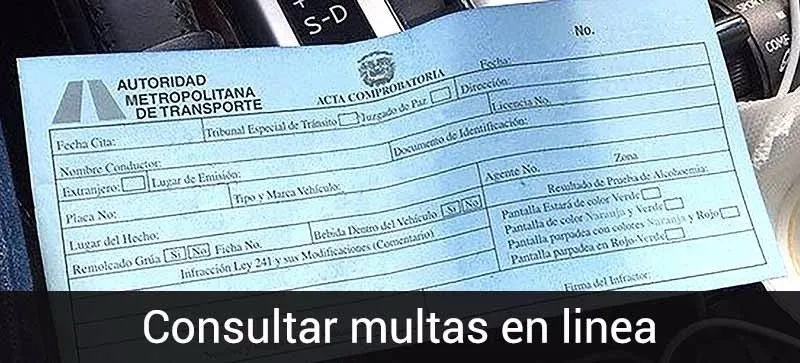 S-D
COMF
No.
AUTORIDAD
METROPOLITANA
DE TRANSPORTE
ACTA COMPROBATORIA
Fecha:
Fecha Cita:
Tribunal Especial de Tránsito
Juzgado de Paz
Dirección:
Nombre Conductor:
Documento de Identificación:
Licencia No.
Extranjero:
Lugar de Emisión:
Placa No:
Tipo y Marca Vehículo:
Agente No.
Zona
Lugar del Hecho:
Bebida Dentro del Vehículo Si No
Resultado de Prueba de Alcohoemia:
Remolcado Grúa Si No Ficha No.
Pantalla Estará de color Verde
Infracción Ley 241 y sus Modificaciones (Comentario)
Pantalla de color Naranja y Verde
Pantalla parpadea con colores Naranja y Rojo
Pantalla parpadea en Rojo-Verde
Firma del Infractor:
Consultar multas en linea